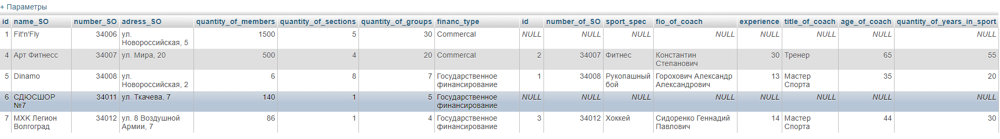 + Параметры
id name_SO number_SO adress_SO quantity_of_members quantity_of_sections quantity_of_groups financ_type id number_of_SO sport_spec fio_of_coach experience title_of_coach age_of_coach quantity_of_years_in_sport
1 Fit'n'Fly 34006 ул. 1500 5 30 Commercal NULL NULL NULL NULL NULL NULL NULL NULL
Новороссийская, 5
4 Арт Фитнесс 34007 ул. Мира, 20 500 4 20 Commercal 2 34007 Фитнес Константин 30 Тренер 65 55
Степанович
5 Dinamo 34008 ул. 6 8 7 Государственное 1 34008 Рукопашный Горохович Александр 13 Мастер 35 20
Новороссийская, 2 финансирование бой Александрович Спорта
6 СДЮСШОР 34011 ул. Ткачева, 7 140 1 5 Государственное NULL NULL NULL NULL NULL NULL NULL NULL
№7 финансирование
7 МХК Легион 34012 ул. 8 Воздушной 86 1 4 Государственное 3 34012 Хоккей Сидоренко Геннадий 14 Мастер 44 30
Волгоград Армии, 7 финансирование Павлович Спорта